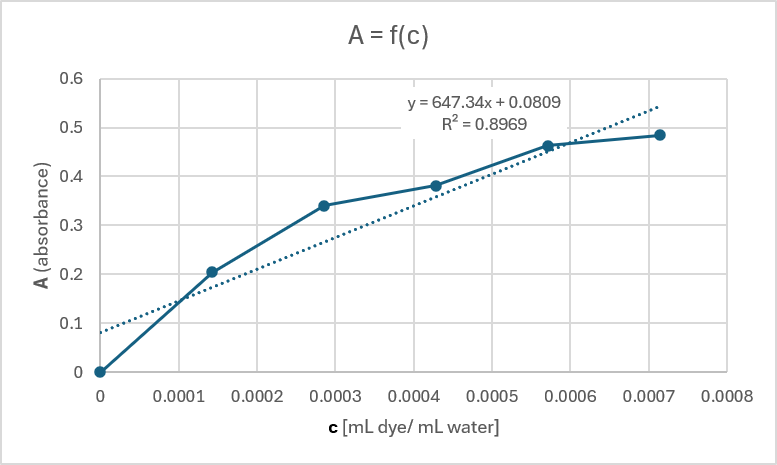 A = f(c)
y = 647.34x + 0.0809
R² = 0.8969
0.6
0.5
0.4
0.3
0.2
0.1
0
A (absorbance)
0 0.0001 0.0002 0.0003 0.0004 0.0005 0.0006 0.0007 0.0008
c [mL dye/ mL water]